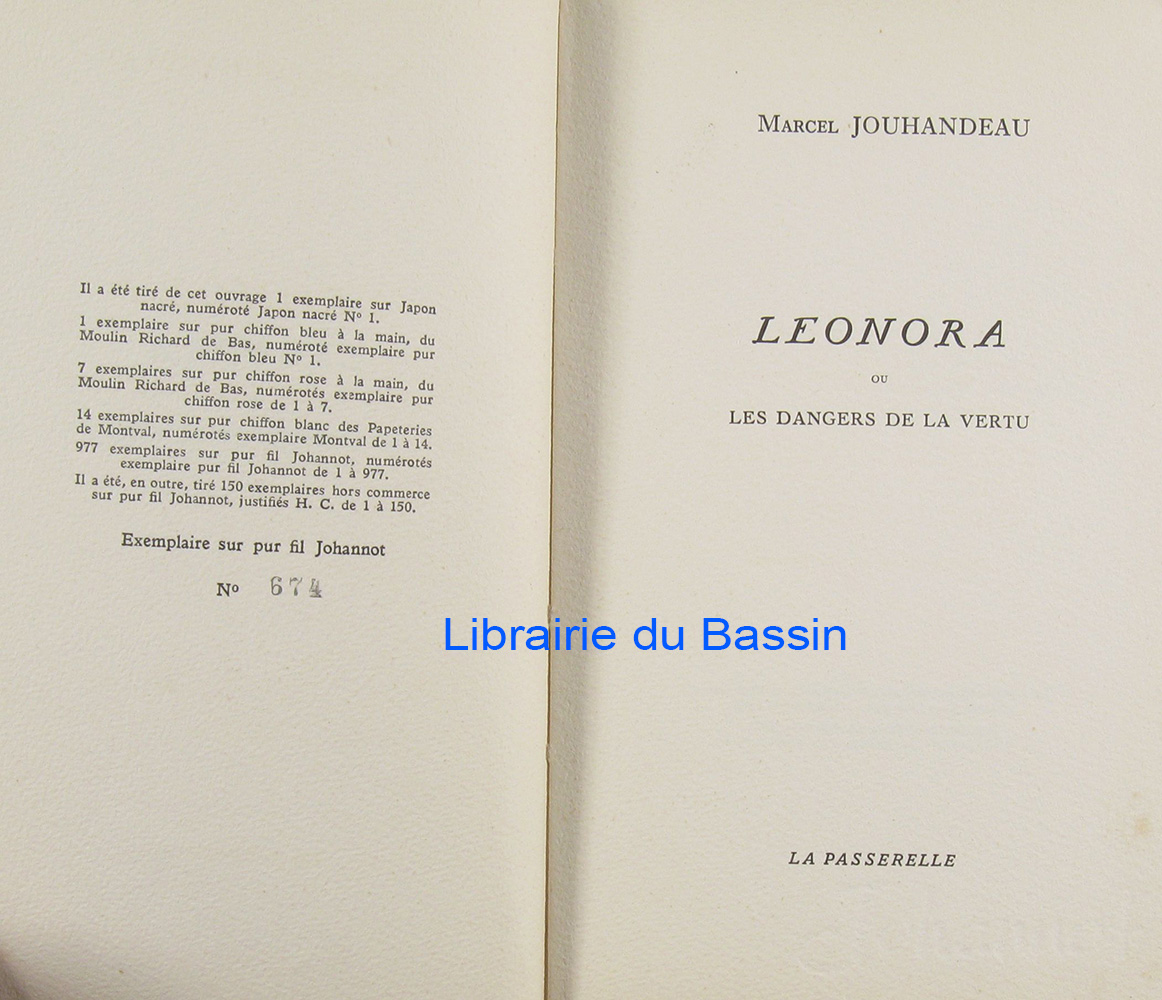 Il a été tiré de cet ouvrage 1 exemplaire sur Japon
nacré, numéroté Japon nacré Nº 1.
1 exemplaire sur pur chiffon bleu à la main, du
Moulin Richard de Bas, numéroté exemplaire pur
chiffon bleu Nº 1.
7 exemplaires sur pur chiffon rose à la main, du
Moulin Richard de Bas, numérotés exemplaire pur
chiffon rose de 1 à 7.
14 exemplaires sur pur chiffon blanc des Papeteries
de Montval, numérotés exemplaire Montval de 1 à 14.
977 exemplaires sur pur fil Johannot, numérotés
exemplaire pur fil Johannot de 1 à 977.
Il a été, en outre, tiré 150 exemplaires hors commerce
sur pur fil Johannot, justifiés H. C. de 1 à 150.
Exemplaire sur pur fil Johannot
Nº 674
Marcel JOUHANDEAU
LEONORA
OU
LES DANGERS DE LA VERTU
LA PASSERELLE
Librairie du Bassin